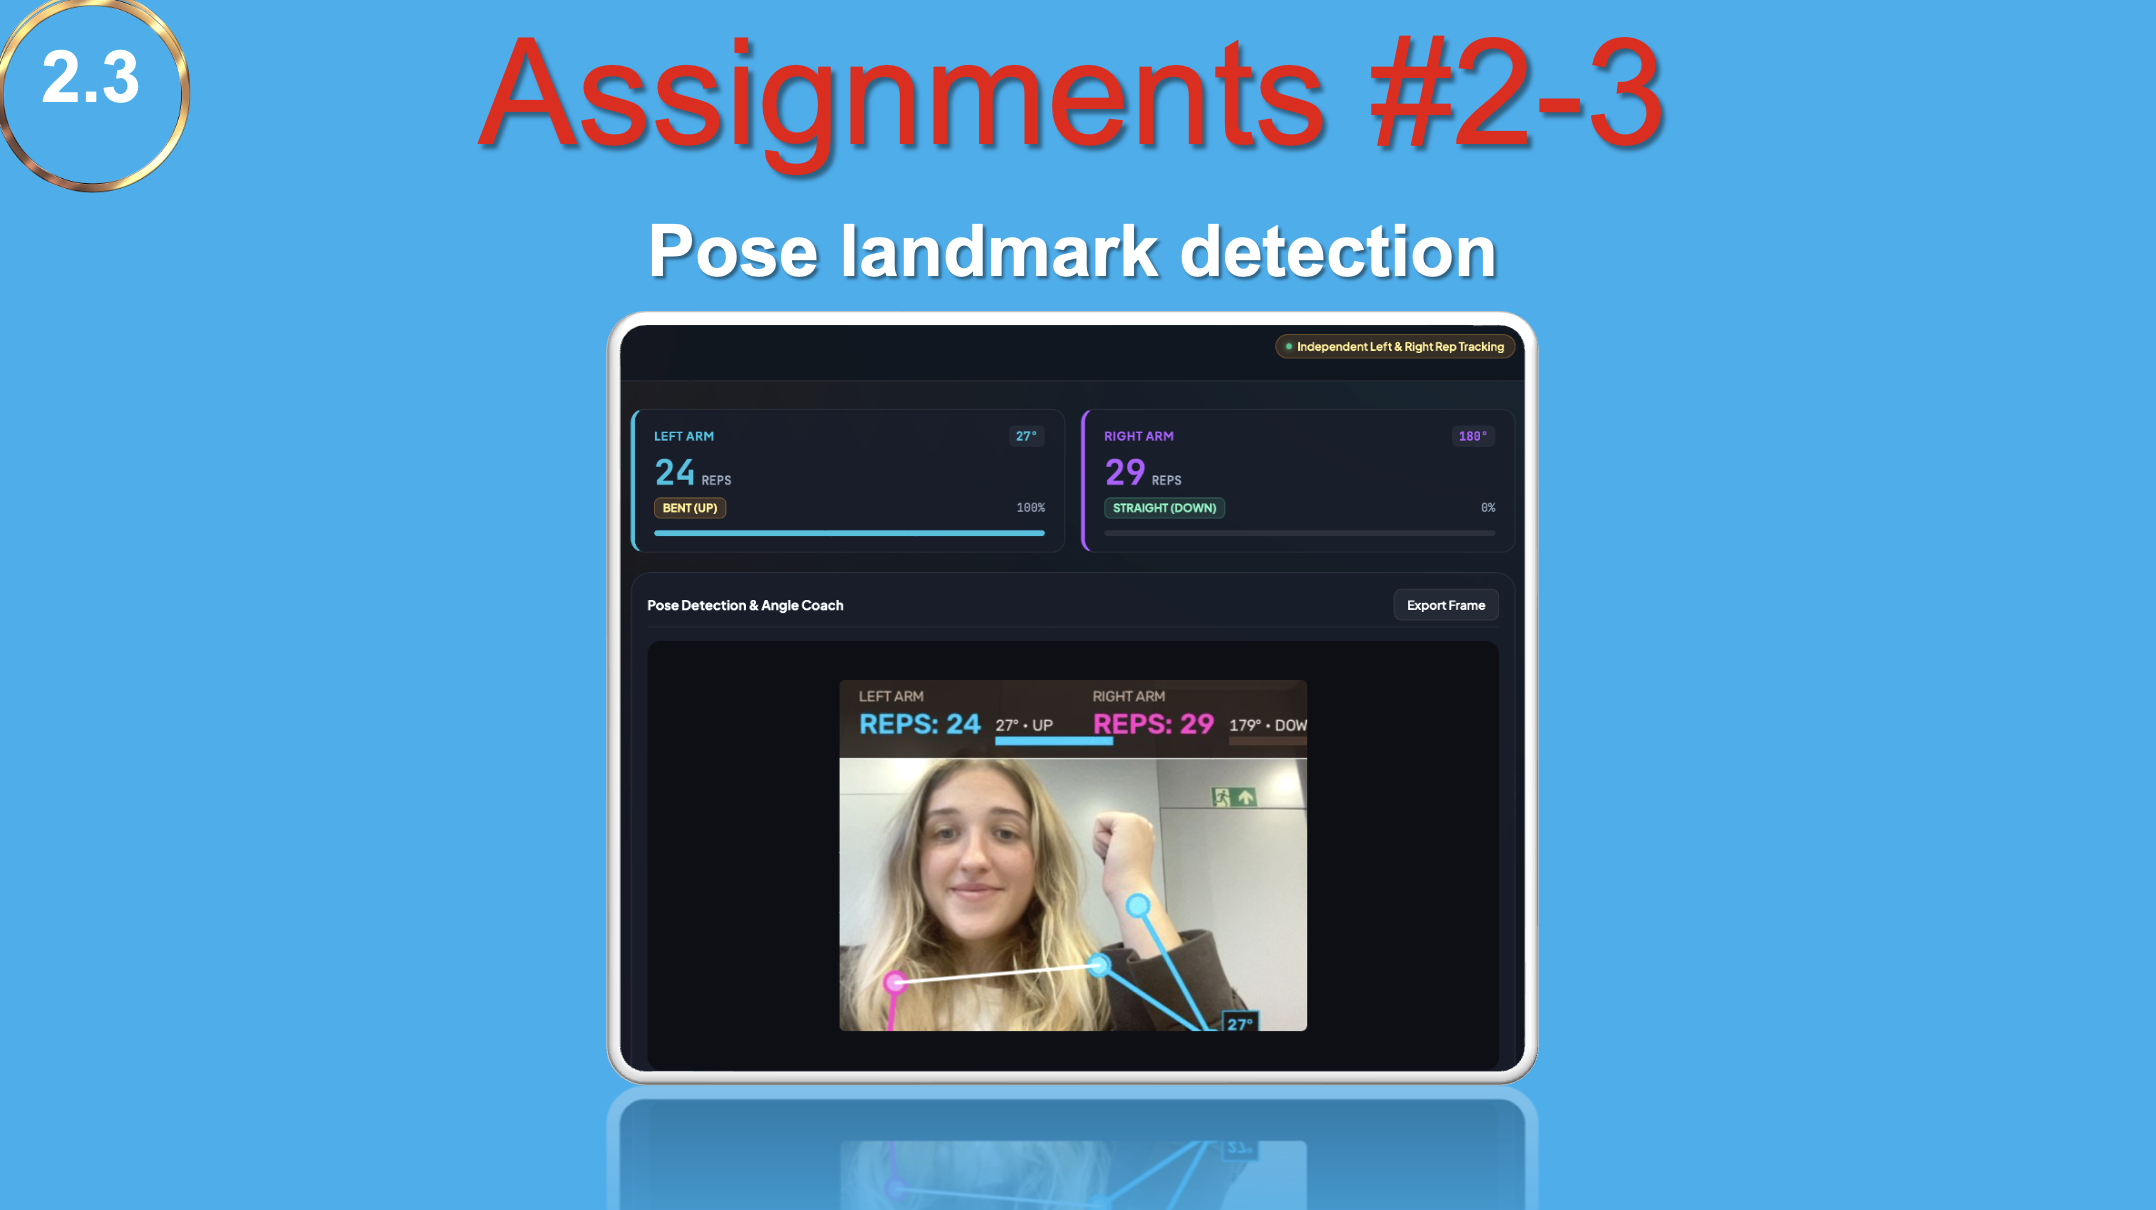 2.3
Assignments #2-3
Pose landmark detection
Independent Left & Right Rep Tracking
LEFT ARM
27°
24 REPS
BENT (UP)
100%
RIGHT ARM
180°
29 REPS
STRAIGHT (DOWN)
0%
Pose Detection & Angle Coach
Export Frame
LEFT ARM
REPS: 24
27° • UP
RIGHT ARM
REPS: 29
179° • DOW
27°